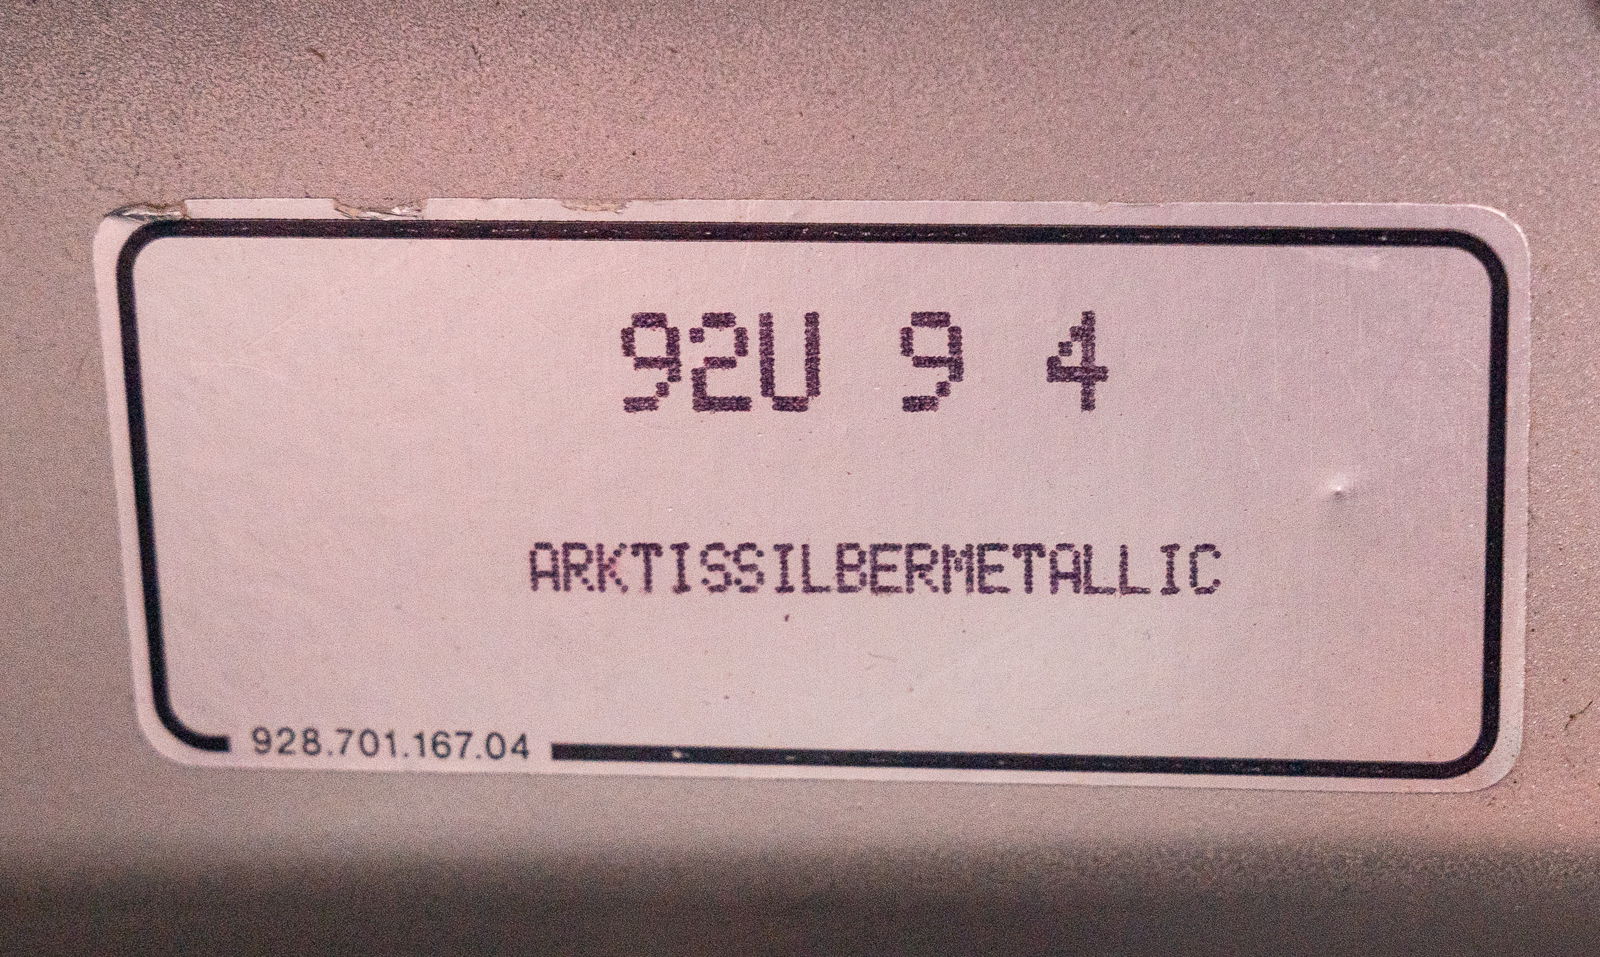 92U 9 4
ARKTISSILBERMETALLIC
928.701.167.04